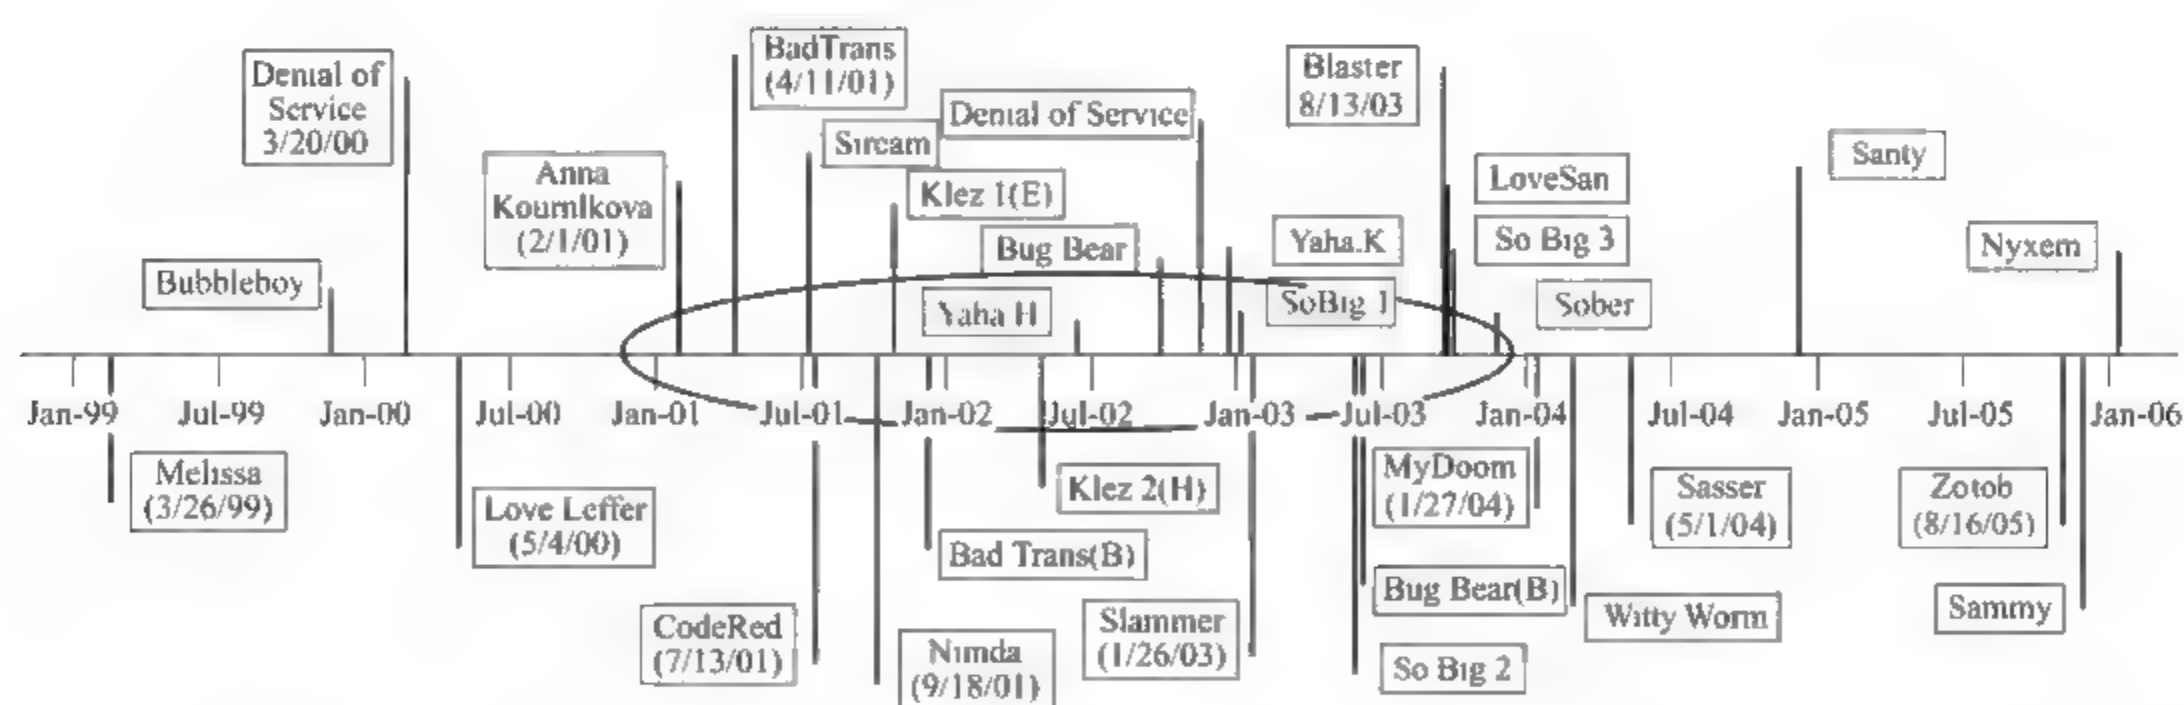 Denial of
Service
3/20/00
BadTrans
(4/11/01)
Blaster
8/13/03
Denial of Service
Sircam
Santy
Anna
Kournlkova
(2/1/01)
Klez 1(E)
LoveSan
Bug Bear
Yaha.K
So Big 3
Nyxem
Bubbleboy
Yaha H
SoBig 1
Sober
Jan-99
Jul-99
Jan-00
Jul-00
Jan-01
Jul-01
Jan-02
Jul-02
Jan-03
Jul-03
Jan-04
Jul-04
Jan-05
Jul-05
Jan-06
Melissa
(3/26/99)
Love Leffer
(5/4/00)
Klez 2(H)
MyDoom
(1/27/04)
Sasser
(5/1/04)
Zotob
(8/16/05)
Bad Trans(B)
Bug Bear(B)
CodeRed
(7/13/01)
Nimda
(9/18/01)
Slammer
(1/26/03)
So Big 2
Witty Worm
Sammy